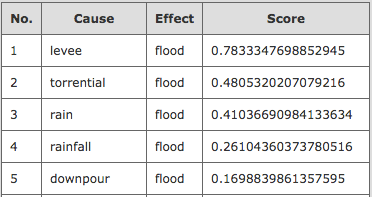 No. Cause Effect Score
1 levee flood 0.7833347698852945
2 torrential flood 0.4805320207079216
3 rain flood 0.41036690984133634
4 rainfall flood 0.26104360373780516
5 downpour flood 0.1698839861357595